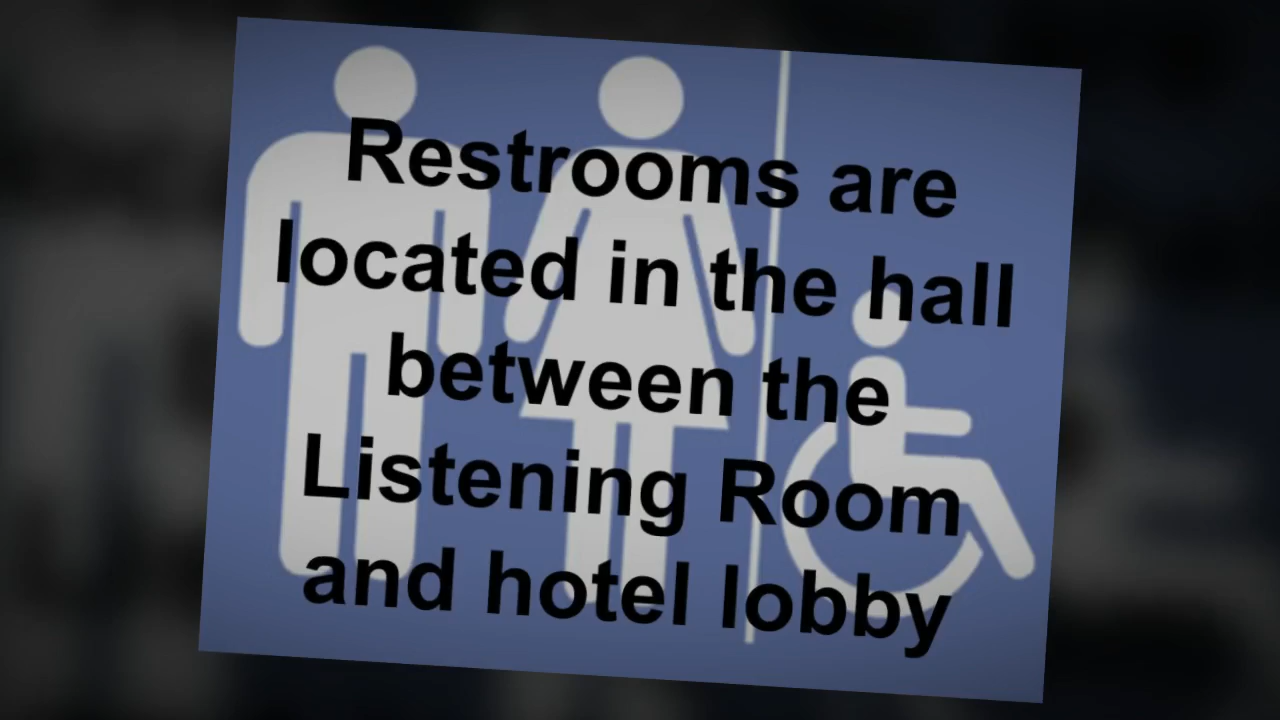 Restrooms are
located in the hall
between the
Listening Room
and hotel lobby